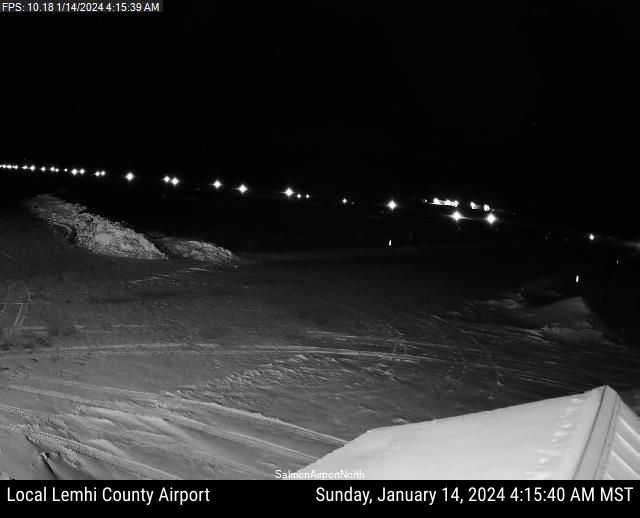 FPS: 10.18 1/14/2024 4:15:39 AM
SalmonAirportNorth
Local Lemhi County Airport
Sunday, January 14, 2024 4:15:40 AM MST